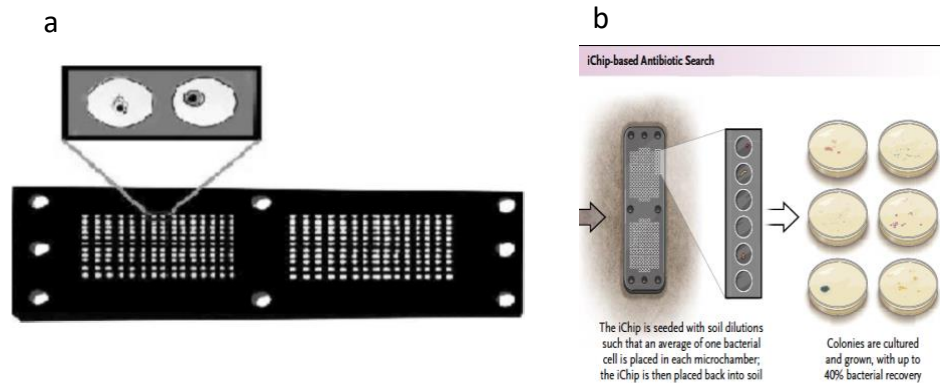 a
b
iChip-based Antibiotic Search
The iChip is seeded with soil dilutions
such that an average of one bacterial
cell is placed in each microchamber;
the iChip is then placed back into soil
Colonies are cultured
and grown, with up to
40% bacterial recovery